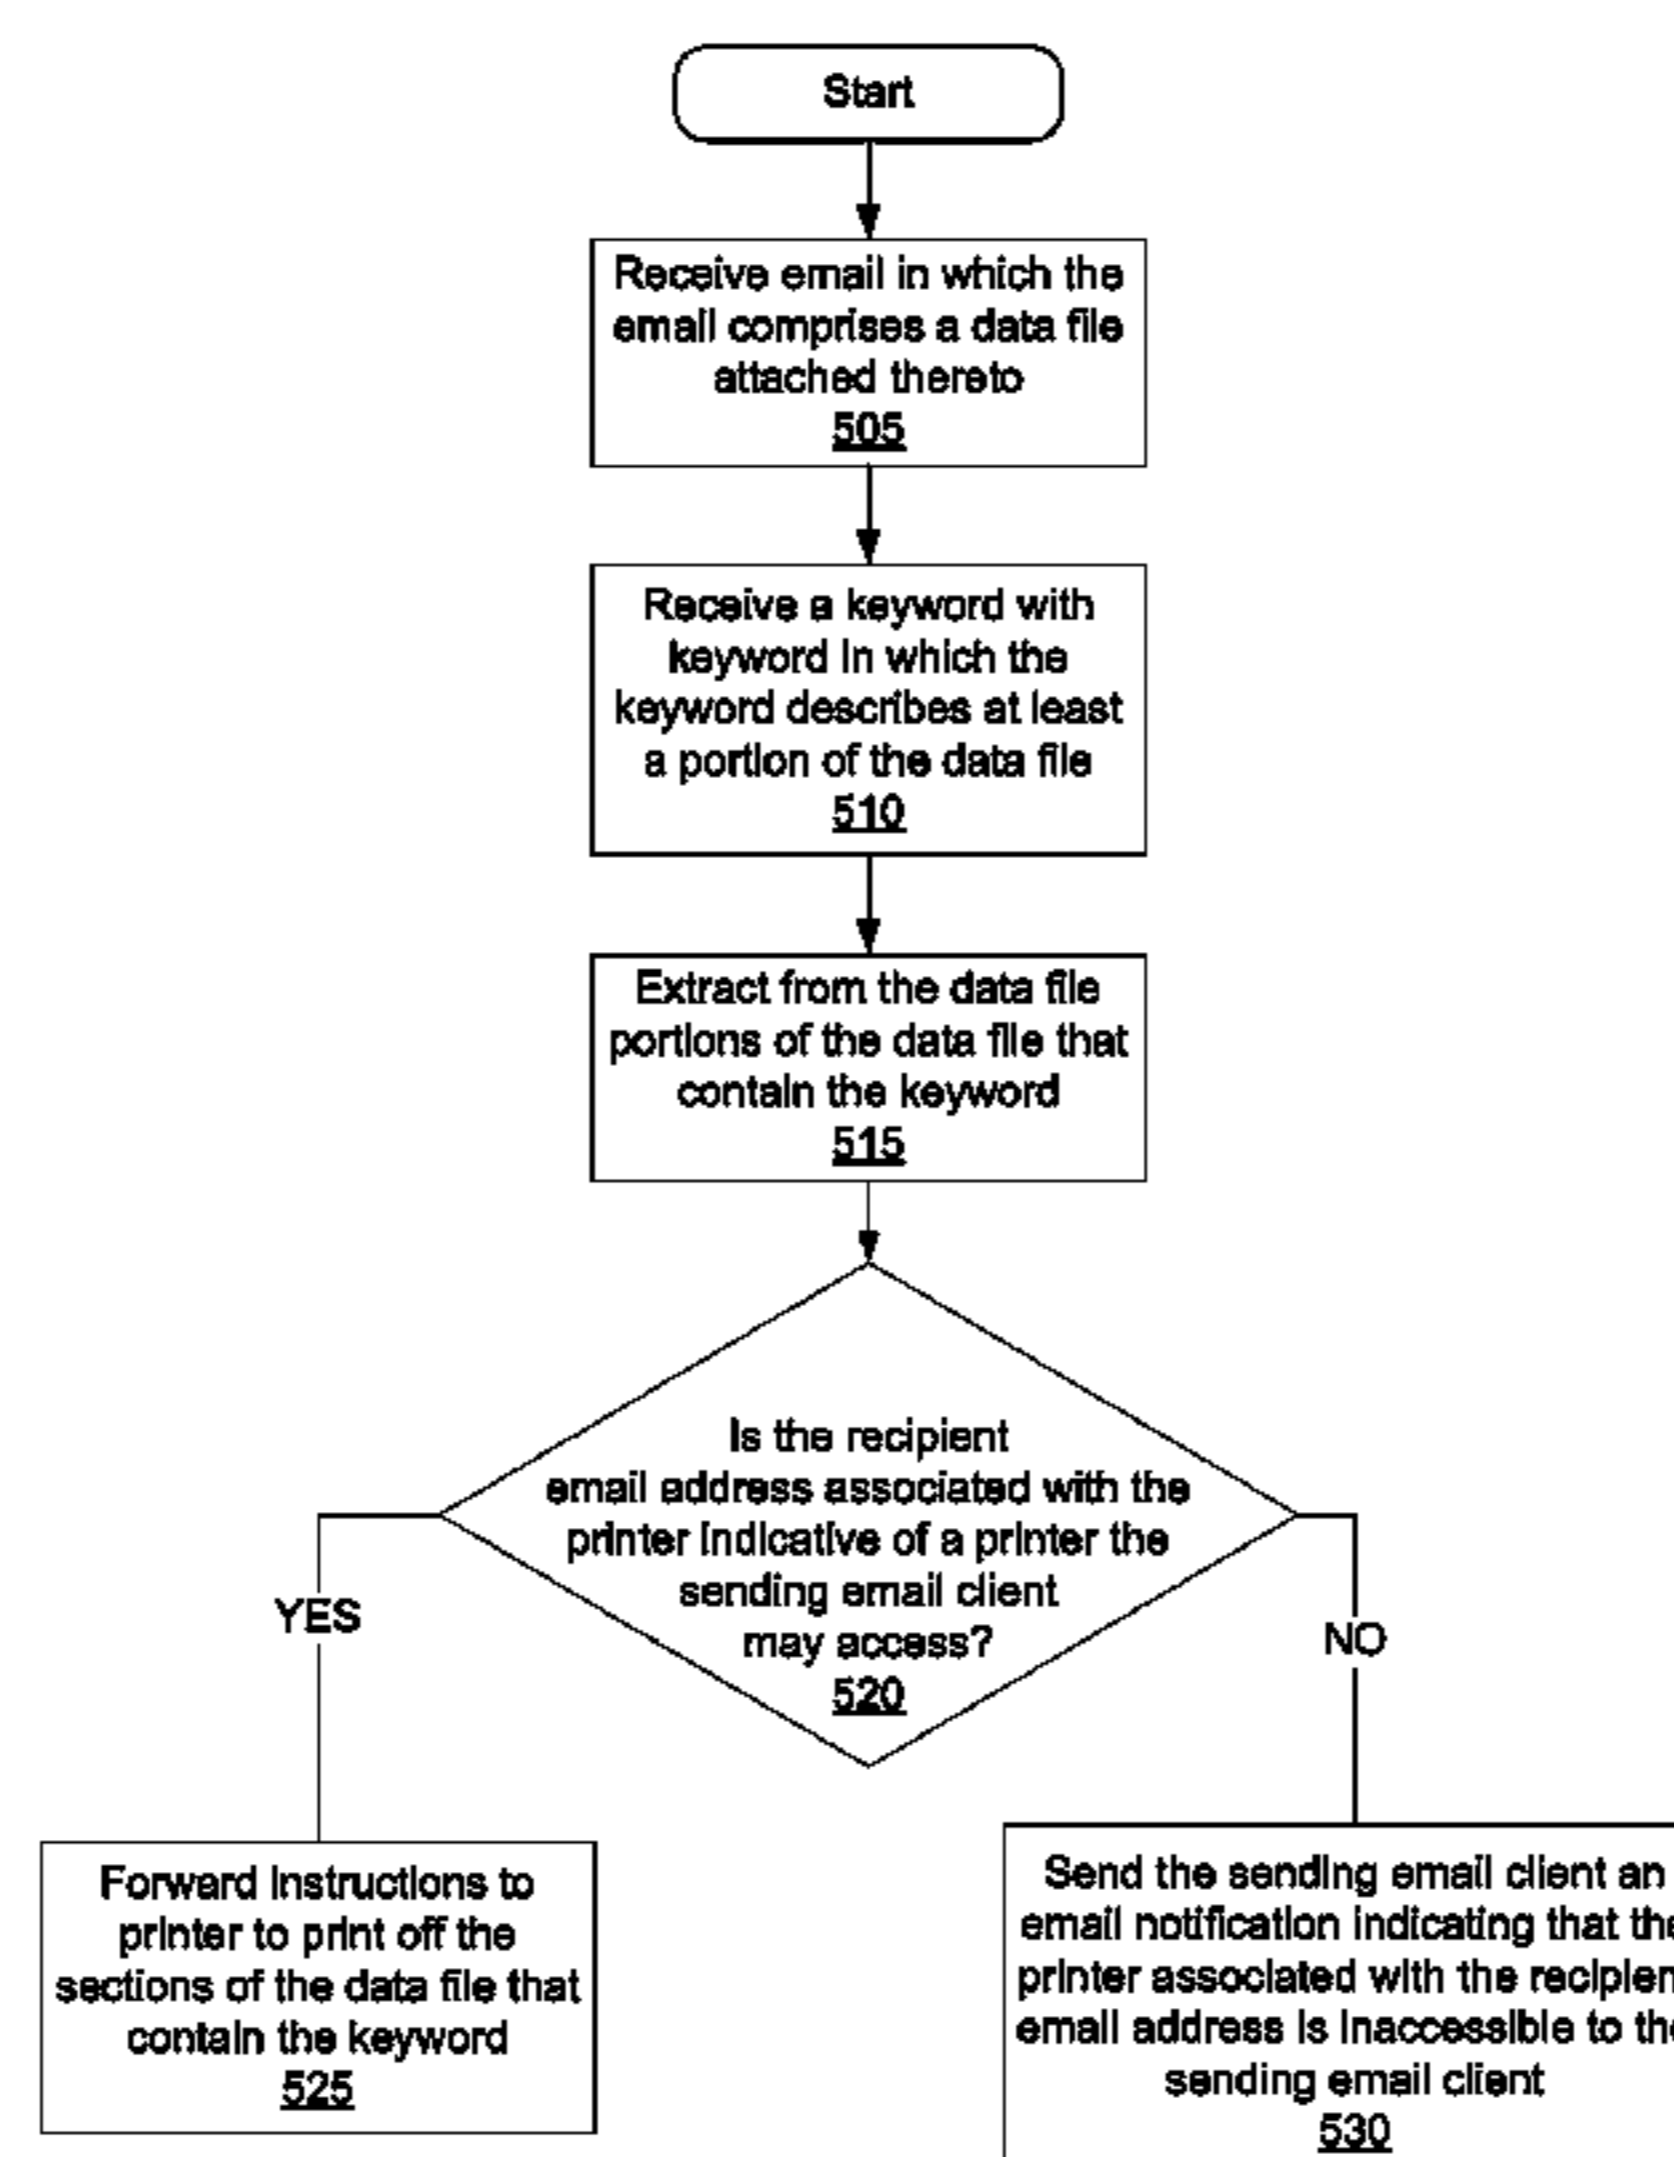 Start
Receive email in which the
email comprises a data file
attached thereto
505
Receive a keyword with
keyword in which the
keyword describes at least
a portion of the data file
510
Extract from the data file
portions of the data file that
contain the keyword
515
Is the recipient
email address associated with the
printer indicative of a printer the
sending email client
may access?
520
YES
NO
Forward instructions to
printer to print off the
sections of the data file that
contain the keyword
525
Send the sending email client an
email notification indicating that the
printer associated with the recipien
email address is inaccessible to the
sending email client
530